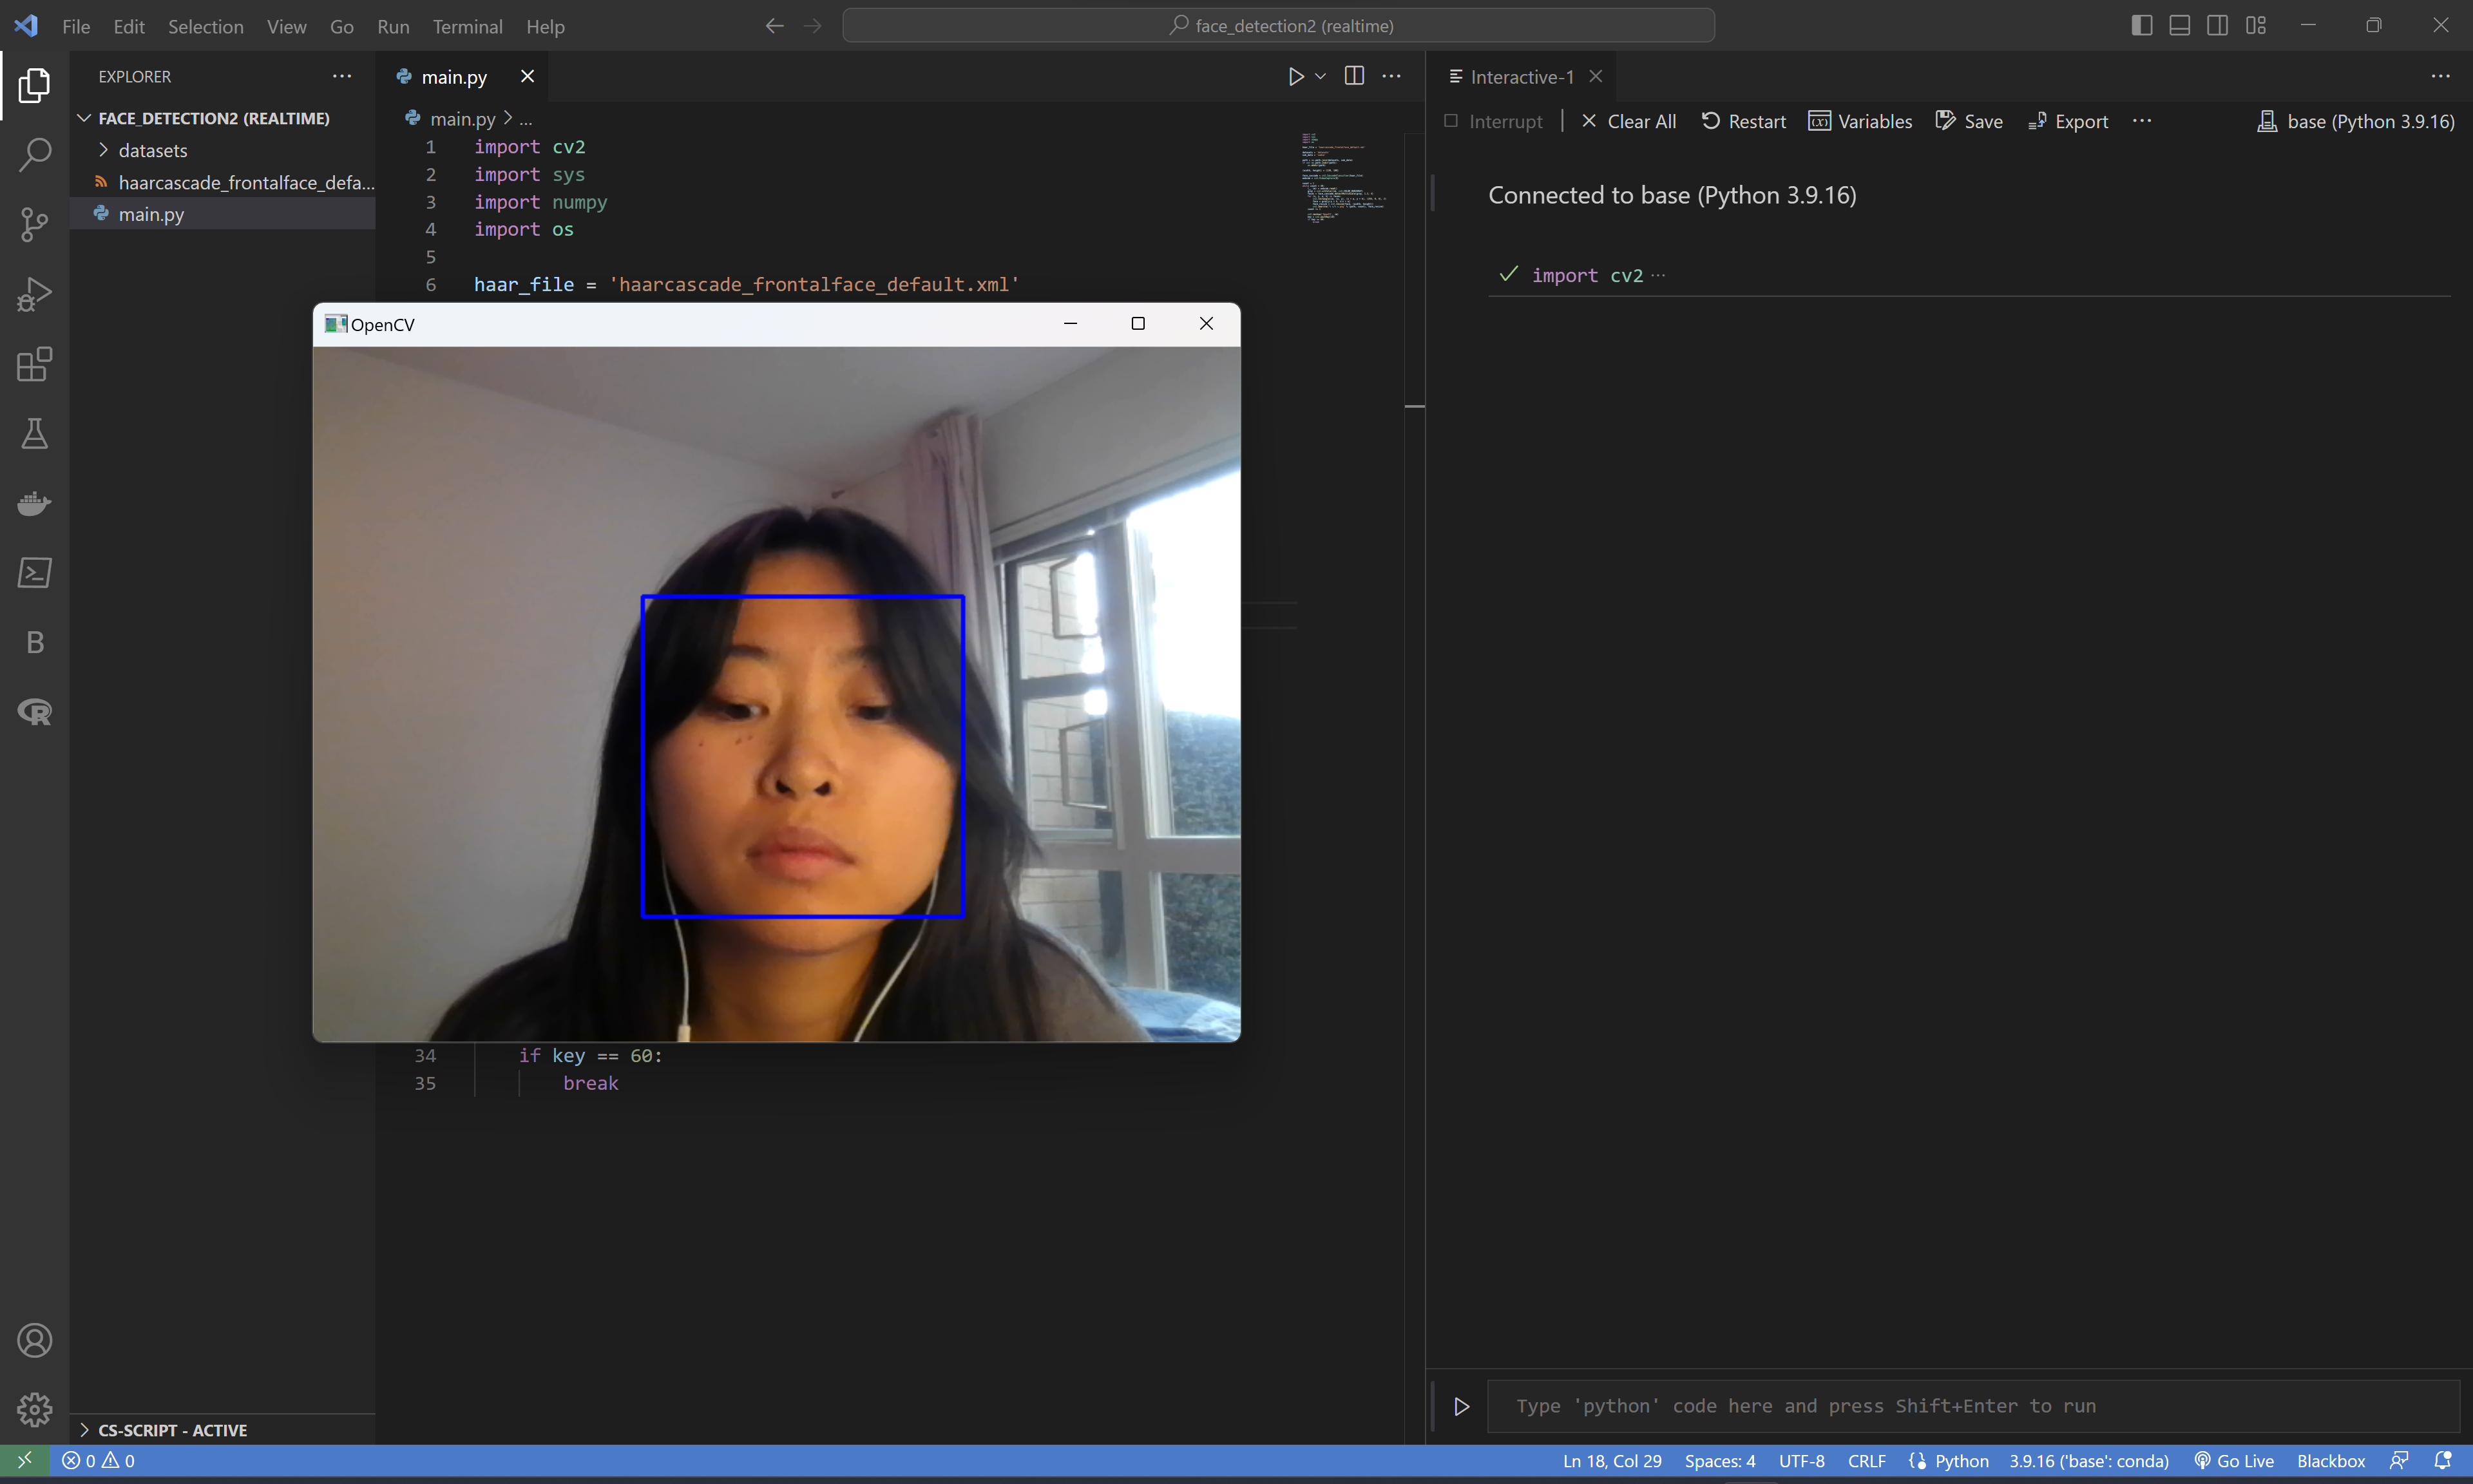 File Edit Selection View Go Run Terminal Help
face_detection2 (realtime)
EXPLORER
FACE_DETECTION2 (REALTIME)
datasets
haarcascade_frontalface_defa...
main.py
main.py
main.py > ...
1 import cv2
2 import sys
3 import numpy
4 import os
5
6 haar_file = 'haarcascade_frontalface_default.xml'
OpenCV
34 if key == 60:
35 break
Interactive-1
Interrupt Clear All Restart Variables Save Export ... base (Python 3.9.16)
Connected to base (Python 3.9.16)
import cv2 ...
Type 'python' code here and press Shift+Enter to run
CS-SCRIPT - ACTIVE
0 0 Ln 18, Col 29 Spaces: 4 UTF-8 CRLF Python 3.9.16 ('base': conda) Go Live Blackbox